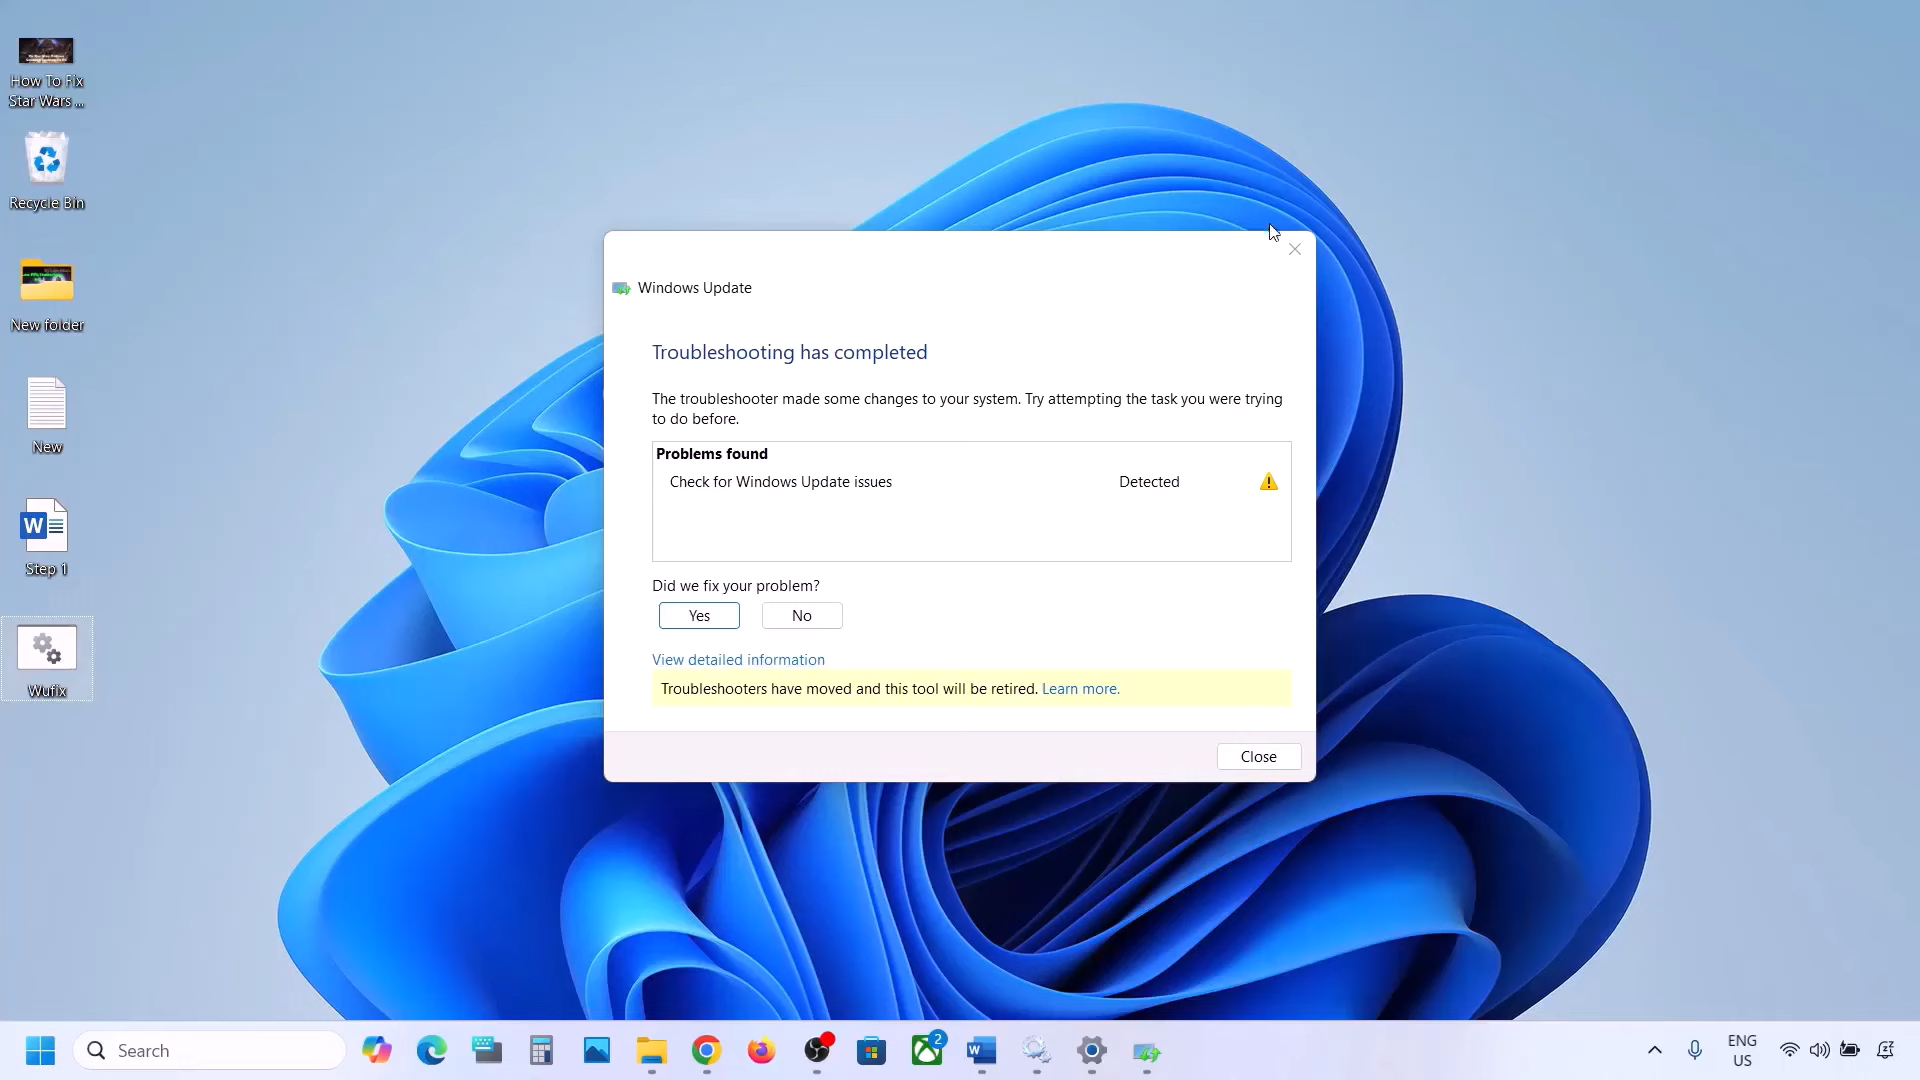 How To Fix
Star Wars ...
Recycle Bin
New folder
New
Step 1
Wufix
Windows Update
Troubleshooting has completed
The troubleshooter made some changes to your system. Try attempting the task you were trying
to do before.
Problems found
Check for Windows Update issues Detected
Did we fix your problem?
Yes No
View detailed information
Troubleshooters have moved and this tool will be retired. Learn more.
Close
Search
2
ENG
US